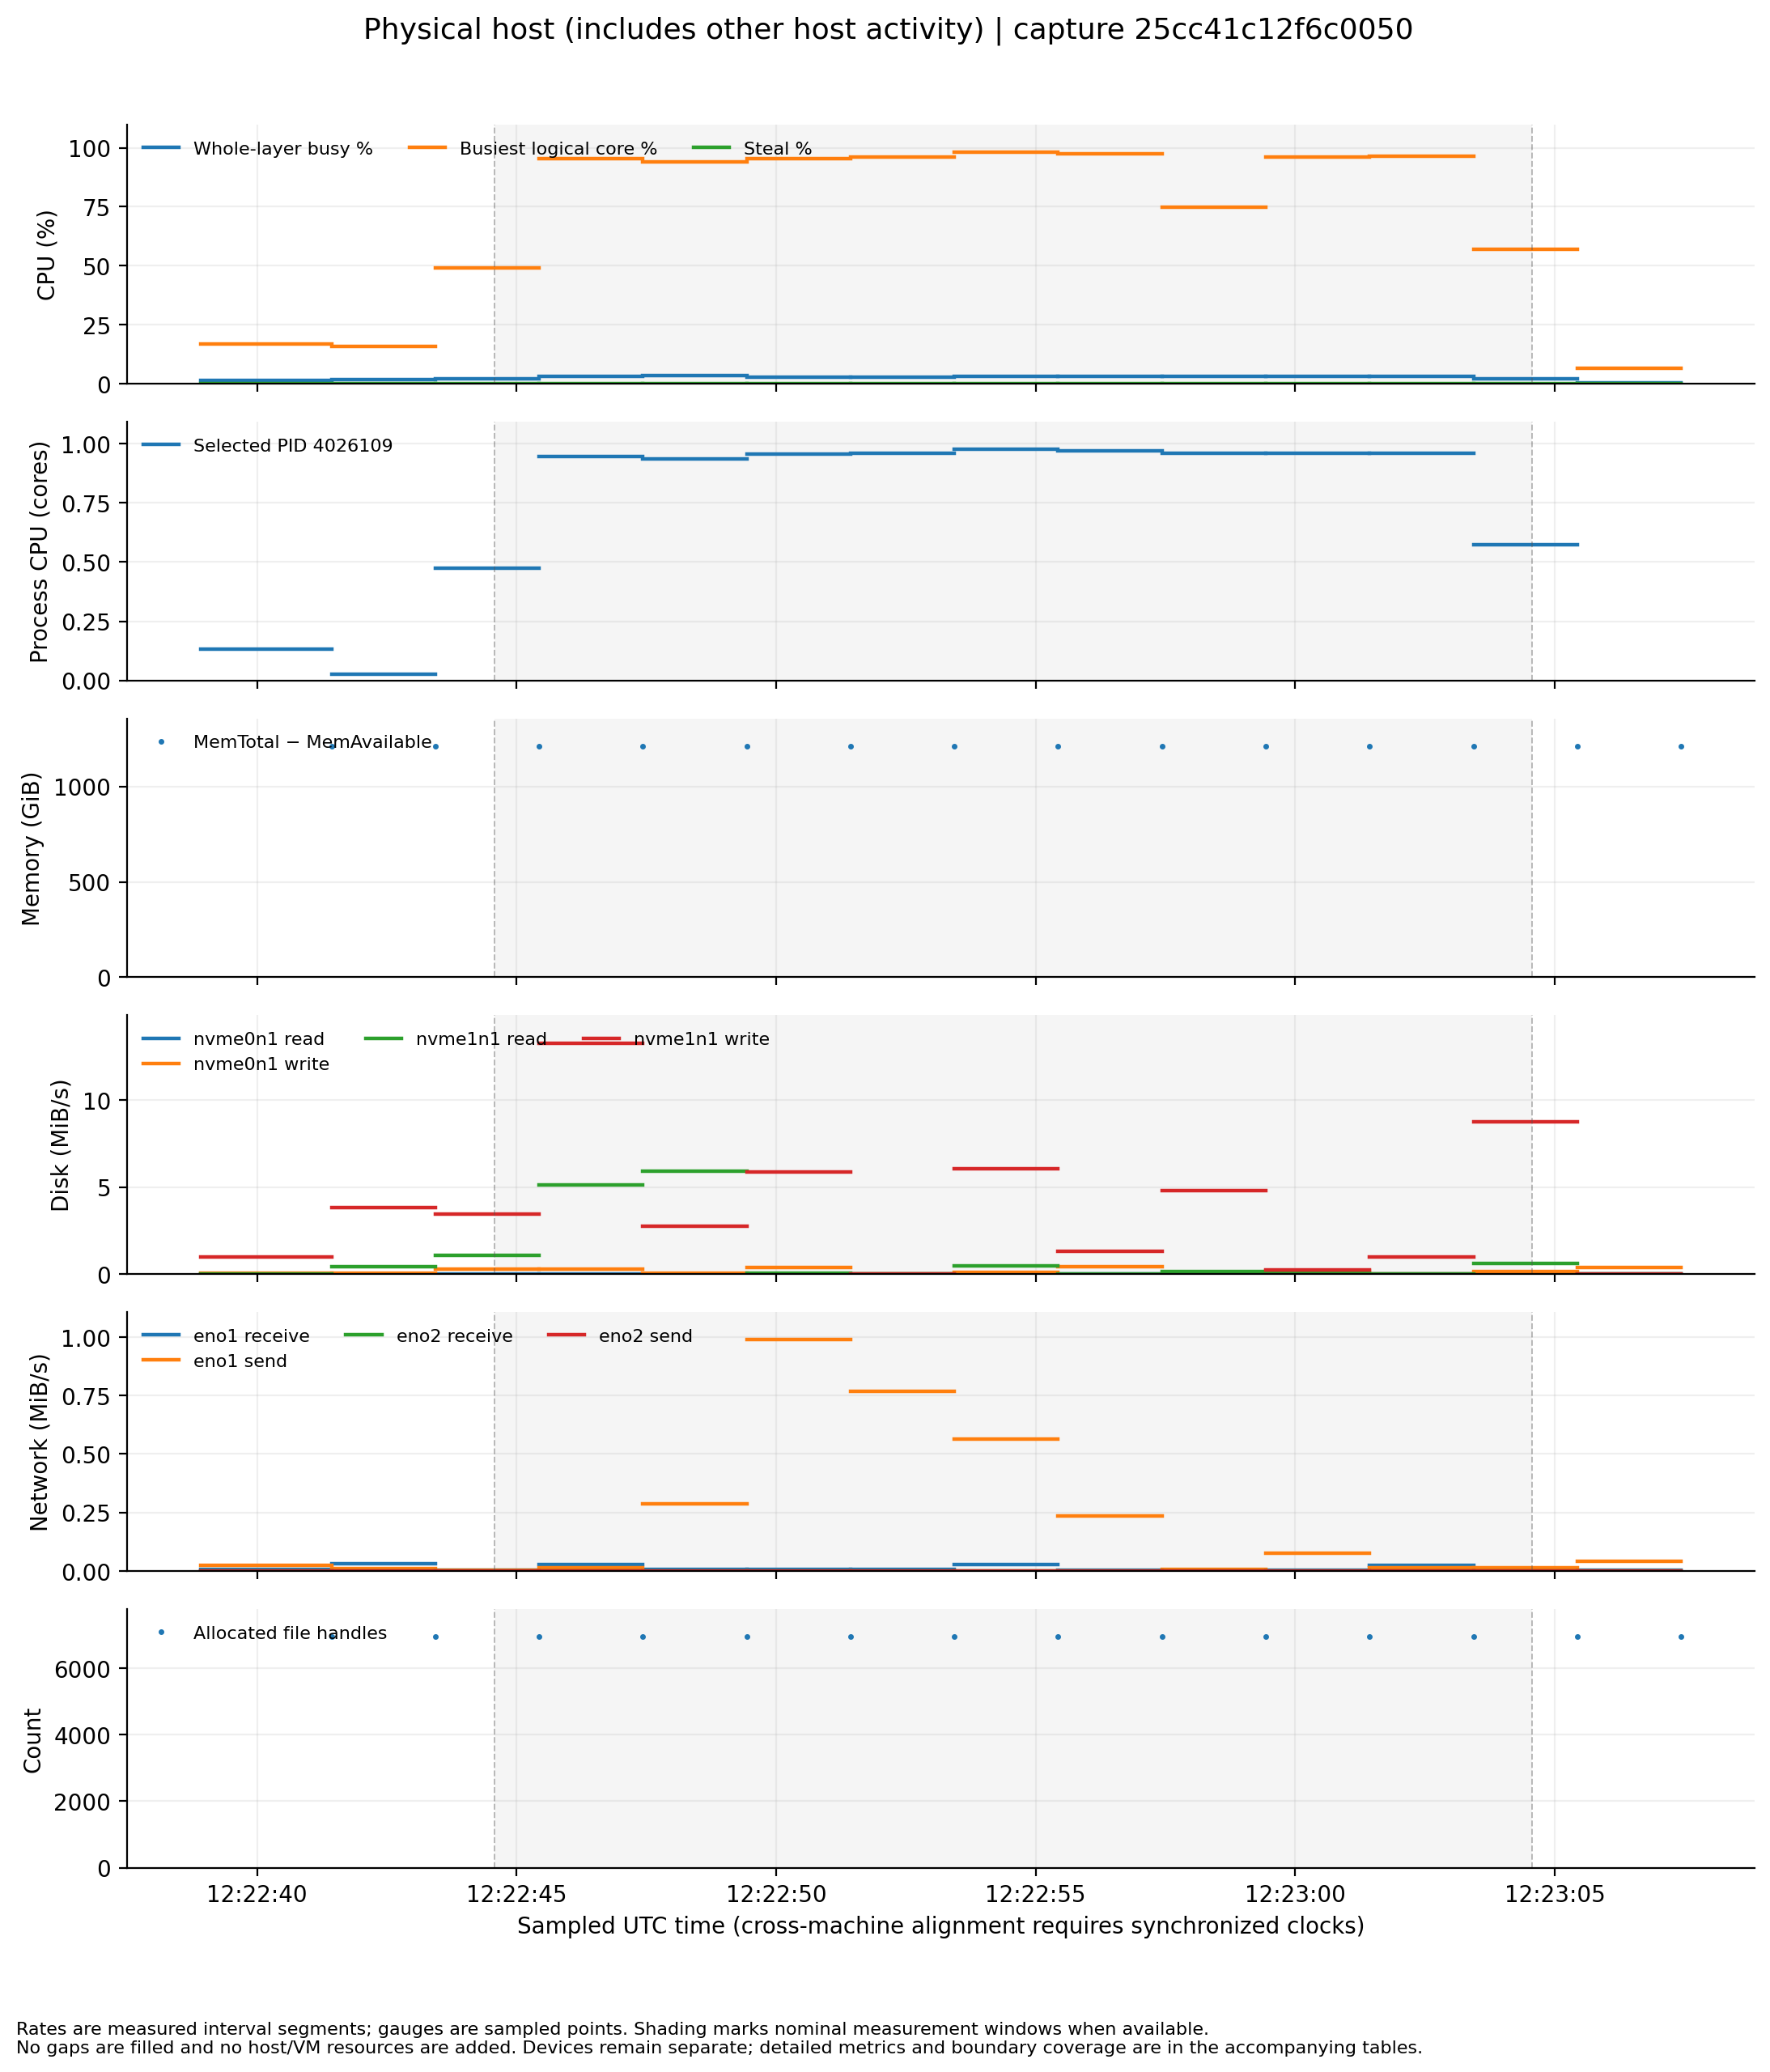 Physical host (includes other host activity) | capture 25cc41c12f6c0050
Whole-layer busy % Busiest logical core % Steal %
CPU (%)
100
75
50
25
0
Selected PID 4026109
Process CPU (cores)
1.00
0.75
0.50
0.25
0.00
MemTotal − MemAvailable
Memory (GiB)
1000
500
0
nvme0n1 read nvme1n1 read nvme1n1 write
nvme0n1 write
Disk (MiB/s)
10
5
0
eno1 receive eno2 receive eno2 send
eno1 send
Network (MiB/s)
1.00
0.75
0.50
0.25
0.00
Allocated file handles
Count
6000
4000
2000
0
12:22:40 12:22:45 12:22:50 12:22:55 12:23:00 12:23:05
Sampled UTC time (cross-machine alignment requires synchronized clocks)
Rates are measured interval segments; gauges are sampled points. Shading marks nominal measurement windows when available.
No gaps are filled and no host/VM resources are added. Devices remain separate; detailed metrics and boundary coverage are in the accompanying tables.